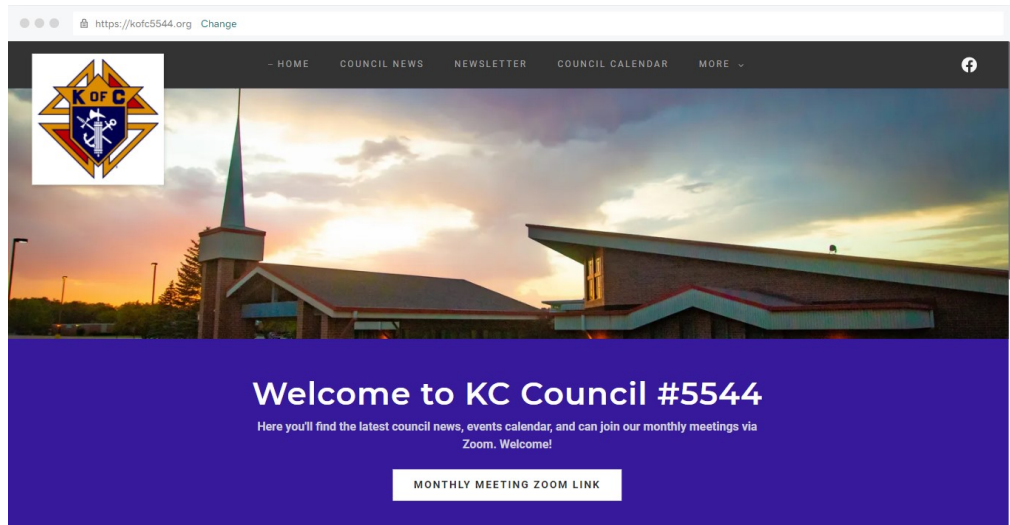 https://kofc5544.org Change
K OF C
– HOME COUNCIL NEWS NEWSLETTER COUNCIL CALENDAR MORE
Welcome to KC Council #5544
Here you'll find the latest council news, events calendar, and can join our monthly meetings via
Zoom. Welcome!
MONTHLY MEETING ZOOM LINK